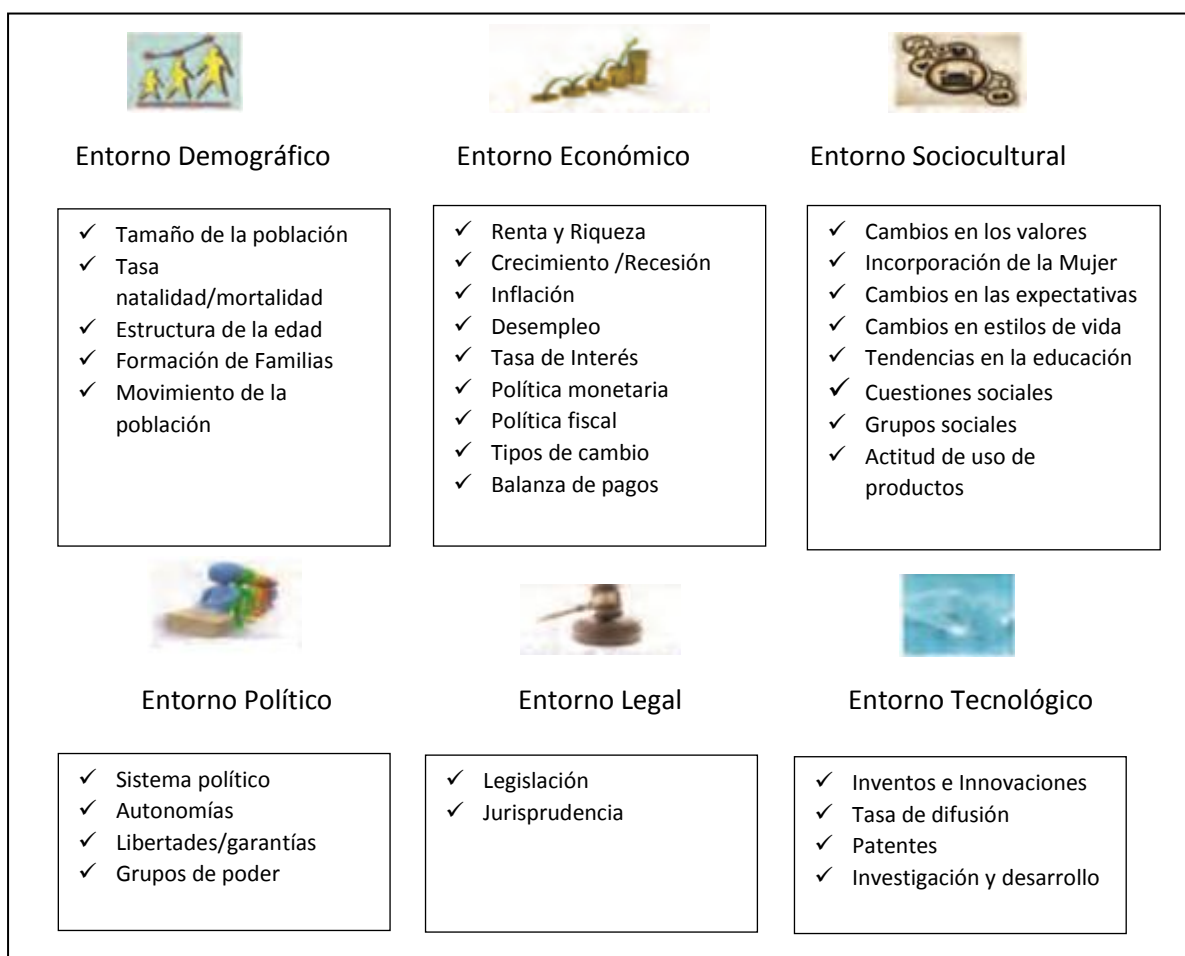 Entorno Demográfico
✓ Tamaño de la población
✓ Tasa
natalidad/mortalidad
✓ Estructura de la edad
✓ Formación de Familias
✓ Movimiento de la
población
Entorno Económico
✓ Renta y Riqueza
✓ Crecimiento /Recesión
✓ Inflación
✓ Desempleo
✓ Tasa de Interés
✓ Política monetaria
✓ Política fiscal
✓ Tipos de cambio
✓ Balanza de pagos
Entorno Sociocultural
✓ Cambios en los valores
✓ Incorporación de la Mujer
✓ Cambios en las expectativas
✓ Cambios en estilos de vida
✓ Tendencias en la educación
✓ Cuestiones sociales
✓ Grupos sociales
✓ Actitud de uso de
productos
Entorno Político
✓ Sistema político
✓ Autonomías
✓ Libertades/garantías
✓ Grupos de poder
Entorno Legal
✓ Legislación
✓ Jurisprudencia
Entorno Tecnológico
✓ Inventos e Innovaciones
✓ Tasa de difusión
✓ Patentes
✓ Investigación y desarrollo